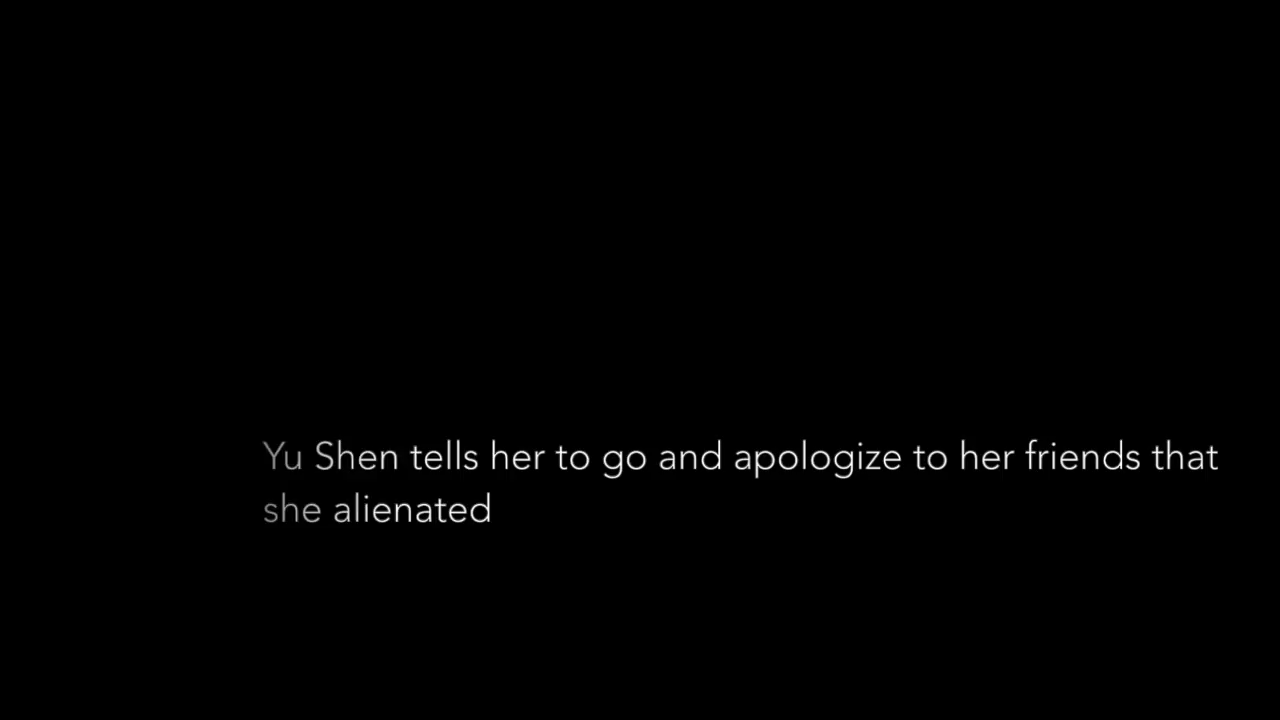 Yu Shen tells her to go and apologize to her friends that
she alienated